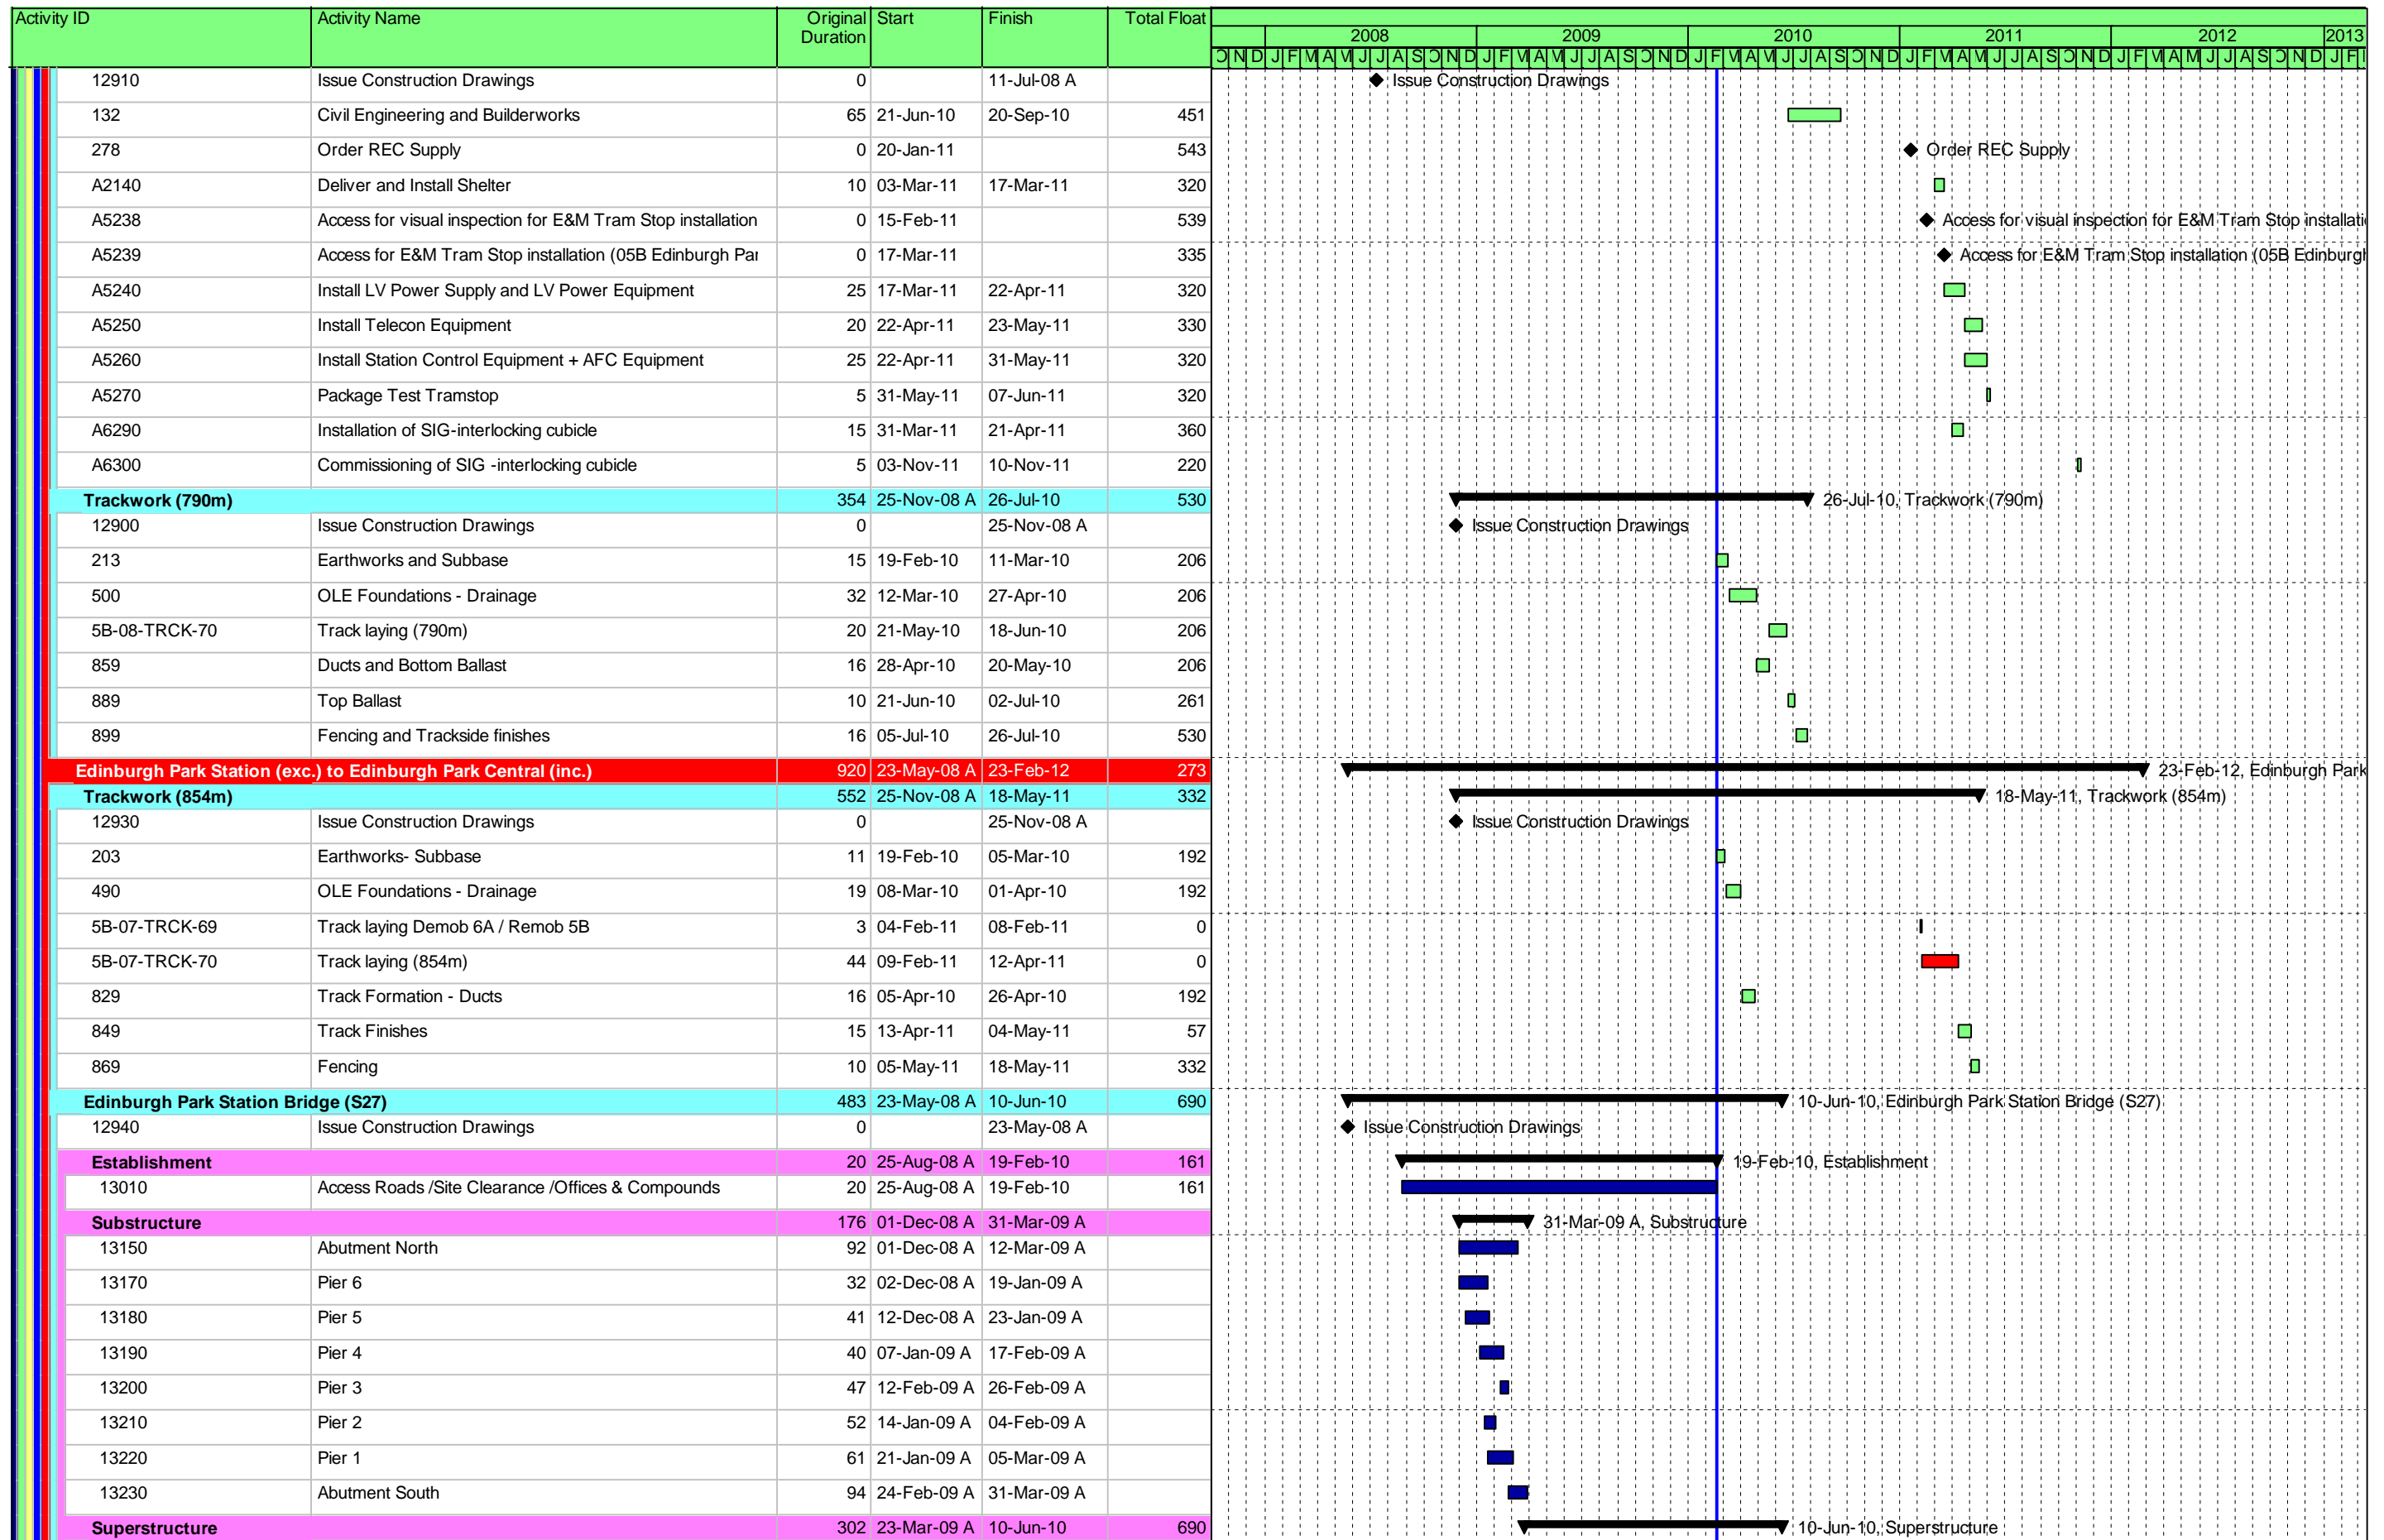 Activity ID Activity Name Original Duration Start Finish Total Float
2008 2009 2010 2011 2012 2013
O N D J F M A M J J A S O N D J F M A M J J A S O N D J F M A M J J A S O N D J F M A M J J A S O N D J F M A M J J A S O N D J F
12910 Issue Construction Drawings 0 11-Jul-08 A Issue Construction Drawings
132 Civil Engineering and Builderworks 65 21-Jun-10 20-Sep-10 451
278 Order REC Supply 0 20-Jan-11 543 Order REC Supply
A2140 Deliver and Install Shelter 10 03-Mar-11 17-Mar-11 320
A5238 Access for visual inspection for E&M Tram Stop installation 0 15-Feb-11 539 Access for visual inspection for E&M Tram Stop installati
A5239 Access for E&M Tram Stop installation (05B Edinburgh Par 0 17-Mar-11 335 Access for E&M Tram Stop installation (05B Edinburgh
A5240 Install LV Power Supply and LV Power Equipment 25 17-Mar-11 22-Apr-11 320
A5250 Install Telecon Equipment 20 22-Apr-11 23-May-11 330
A5260 Install Station Control Equipment + AFC Equipment 25 22-Apr-11 31-May-11 320
A5270 Package Test Tramstop 5 31-May-11 07-Jun-11 320
A6290 Installation of SIG-interlocking cubicle 15 31-Mar-11 21-Apr-11 360
A6300 Commissioning of SIG -interlocking cubicle 5 03-Nov-11 10-Nov-11 220
Trackwork (790m) 354 25-Nov-08 A 26-Jul-10 530 26-Jul-10, Trackwork (790m)
12900 Issue Construction Drawings 0 25-Nov-08 A Issue Construction Drawings
213 Earthworks and Subbase 15 19-Feb-10 11-Mar-10 206
500 OLE Foundations - Drainage 32 12-Mar-10 27-Apr-10 206
5B-08-TRCK-70 Track laying (790m) 20 21-May-10 18-Jun-10 206
859 Ducts and Bottom Ballast 16 28-Apr-10 20-May-10 206
889 Top Ballast 10 21-Jun-10 02-Jul-10 261
899 Fencing and Trackside finishes 16 05-Jul-10 26-Jul-10 530
Edinburgh Park Station (exc.) to Edinburgh Park Central (inc.) 920 23-May-08 A 23-Feb-12 273 23-Feb-12, Edinburgh Park
Trackwork (854m) 552 25-Nov-08 A 18-May-11 332 18-May-11, Trackwork (854m)
12930 Issue Construction Drawings 0 25-Nov-08 A Issue Construction Drawings
203 Earthworks- Subbase 11 19-Feb-10 05-Mar-10 192
490 OLE Foundations - Drainage 19 08-Mar-10 01-Apr-10 192
5B-07-TRCK-69 Track laying Demob 6A / Remob 5B 3 04-Feb-11 08-Feb-11 0
5B-07-TRCK-70 Track laying (854m) 44 09-Feb-11 12-Apr-11 0
829 Track Formation - Ducts 16 05-Apr-10 26-Apr-10 192
849 Track Finishes 15 13-Apr-11 04-May-11 57
869 Fencing 10 05-May-11 18-May-11 332
Edinburgh Park Station Bridge (S27) 483 23-May-08 A 10-Jun-10 690 10-Jun-10, Edinburgh Park Station Bridge (S27)
12940 Issue Construction Drawings 0 23-May-08 A Issue Construction Drawings
Establishment 20 25-Aug-08 A 19-Feb-10 161 19-Feb-10, Establishment
13010 Access Roads /Site Clearance /Offices & Compounds 20 25-Aug-08 A 19-Feb-10 161
Substructure 176 01-Dec-08 A 31-Mar-09 A 31-Mar-09 A, Substructure
13150 Abutment North 92 01-Dec-08 A 12-Mar-09 A
13170 Pier 6 32 02-Dec-08 A 19-Jan-09 A
13180 Pier 5 41 12-Dec-08 A 23-Jan-09 A
13190 Pier 4 40 07-Jan-09 A 17-Feb-09 A
13200 Pier 3 47 12-Feb-09 A 26-Feb-09 A
13210 Pier 2 52 14-Jan-09 A 04-Feb-09 A
13220 Pier 1 61 21-Jan-09 A 05-Mar-09 A
13230 Abutment South 94 24-Feb-09 A 31-Mar-09 A
Superstructure 302 23-Mar-09 A 10-Jun-10 690 10-Jun-10, Superstructure